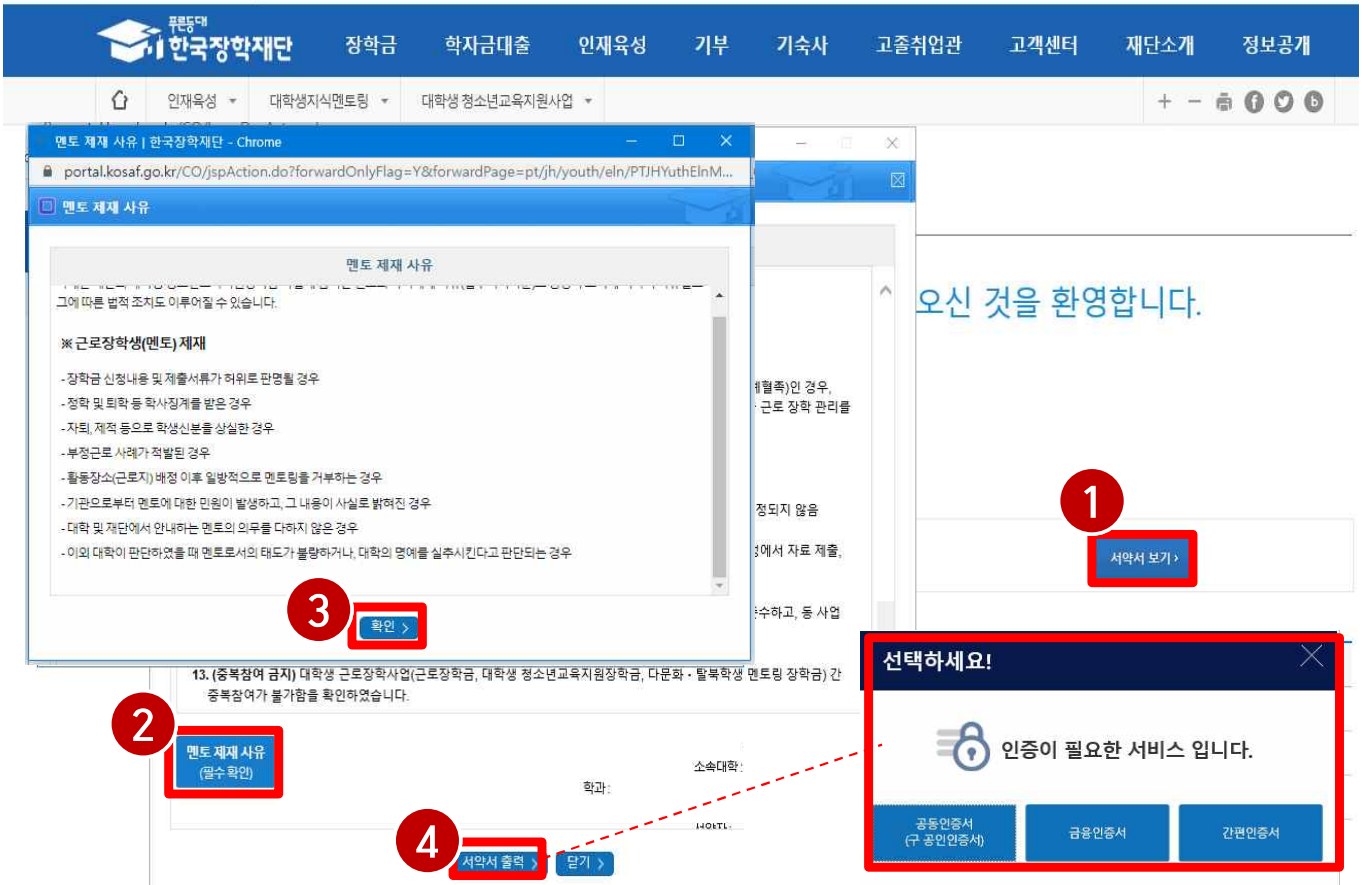 푸른등대
한국장학재단
장학금 학자금대출 인재육성 기부 기숙사 고졸취업관 고객센터 재단소개 정보공개
인재육성 대학생지식멘토링 대학생 청소년교육지원사업
멘토 제재 사유 | 한국장학재단 - Chrome
portal.kosaf.go.kr/CO/jspAction.do?forwardOnlyFlag=Y&forwardPage=pt/jh/youth/eln/PTJHYuthElnM...
멘토 제재 사유
멘토 제재 사유
그에 따른 법적 조치도 이루어질 수 있습니다.
※ 근로장학생(멘토) 제재
- 장학금 신청내용 및 제출서류가 허위로 판명될 경우
- 정학 및 퇴학 등 학사징계를 받은 경우
- 자퇴, 제적 등으로 학생신분을 상실한 경우
- 부정근로 사례가 적발된 경우
- 활동장소(근로지) 배정 이후 일방적으로 멘토링을 거부하는 경우
- 기관으로부터 멘토에 대한 민원이 발생하고, 그 내용이 사실로 밝혀진 경우
- 대학 및 재단에서 안내하는 멘토의 의무를 다하지 않은 경우
- 이외 대학이 판단하였을 때 멘토로서의 태도가 불량하거나, 대학의 명예를 실추시킨다고 판단되는 경우
3
확인 >
오신 것을 환영합니다.
혈족)인 경우,
근로 장학 관리를
정되지 않음
에서 자료 제출,
수하고, 동 사업
1
서약서 보기 ›
13. (중복참여 금지) 대학생 근로장학사업(근로장학금, 대학생 청소년교육지원장학금, 다문화・탈북학생 멘토링 장학금) 간
중복참여가 불가함을 확인하였습니다.
2
멘토 제재 사유
(필수 확인)
소속대학 :
학과 :
4
서약서 출력 >
닫기 >
선택하세요!
인증이 필요한 서비스 입니다.
공동인증서
(구 공인인증서)
금융인증서
간편인증서